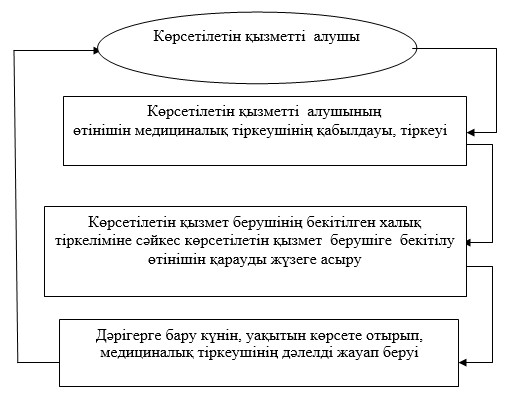 Көрсетілетін қызметті алушы
Көрсетілетін қызметті алушының
өтінішін медициналық тіркеушінің қабылдауы, тіркеуі
Көрсетілетін қызмет берушінің бекітілген халық
тіркеліміне сәйкес көрсетілетін қызмет берушіге бекітілу
өтінішін қарауды жүзеге асыру
Дәрігерге бару күнін, уақытын көрсете отырып,
медициналық тіркеушінің дәлелді жауап беруі